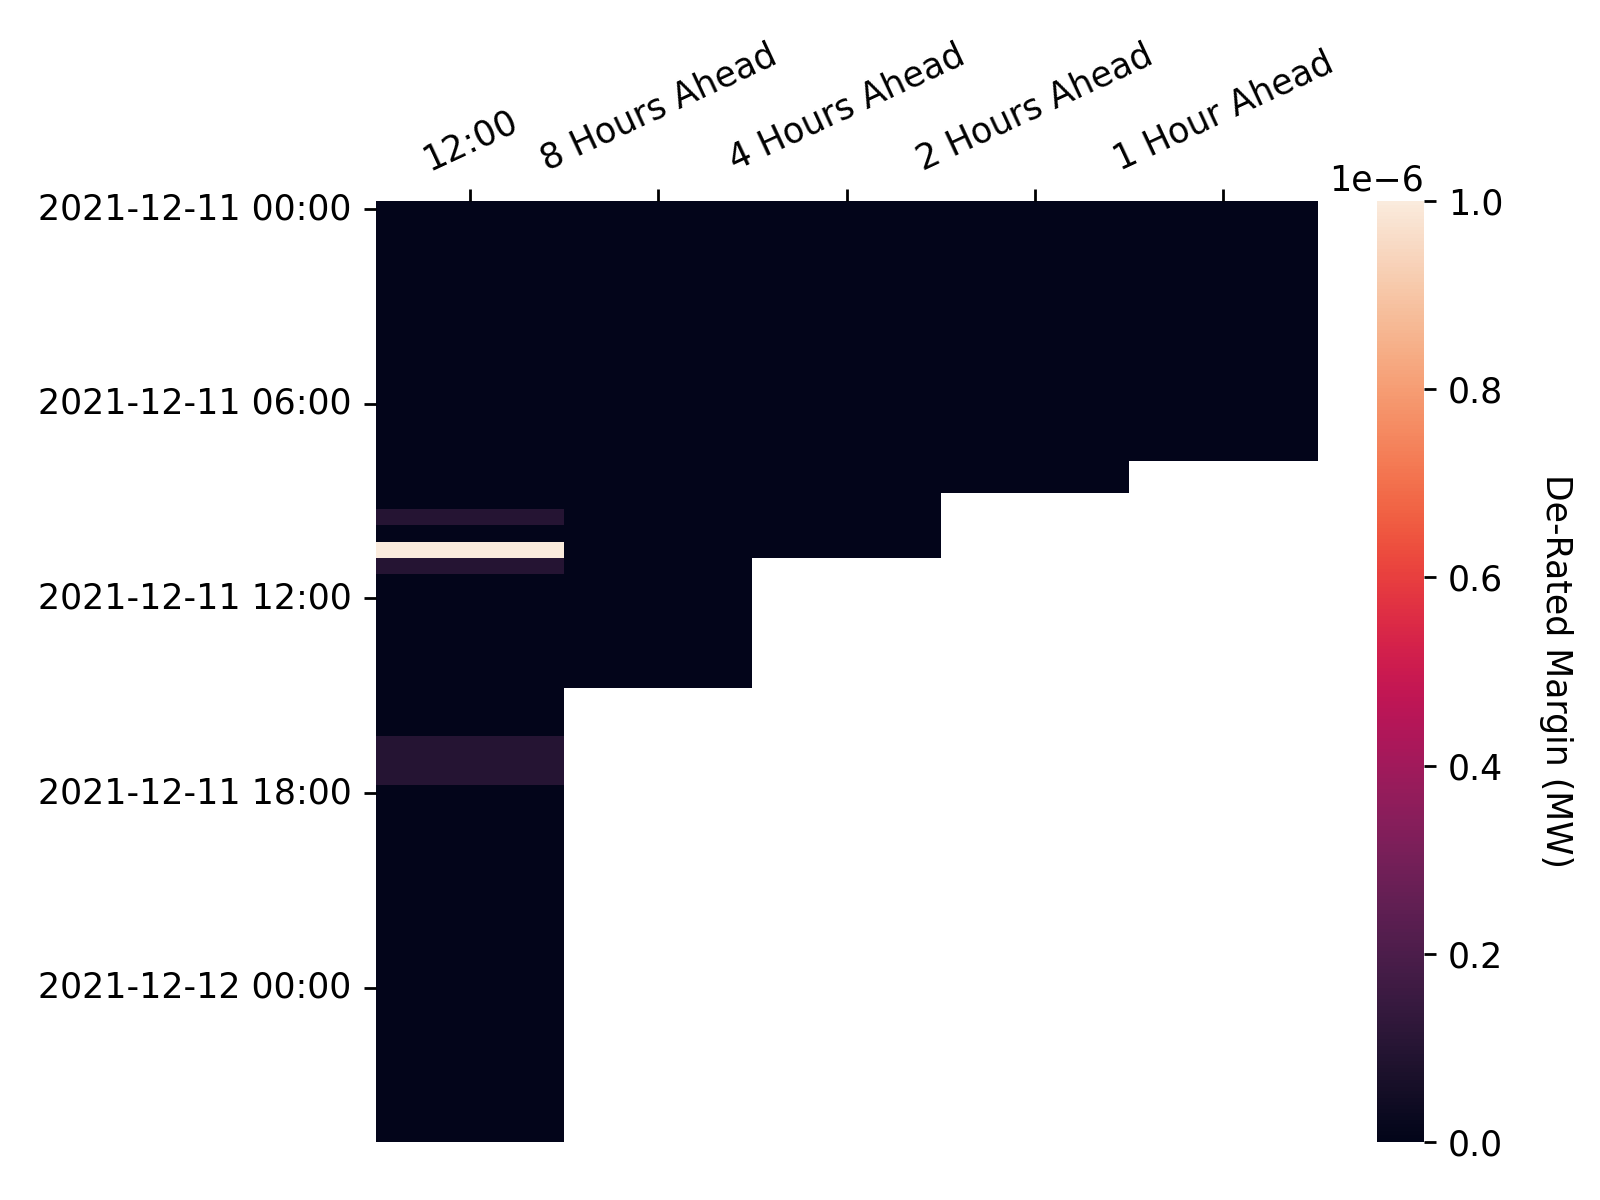 12:00
8 Hours Ahead
4 Hours Ahead
2 Hours Ahead
1 Hour Ahead
2021-12-11 00:00
2021-12-11 06:00
2021-12-11 12:00
2021-12-11 18:00
2021-12-12 00:00
1e−6
1.0
0.8
0.6
0.4
0.2
0.0
De-Rated Margin (MW)